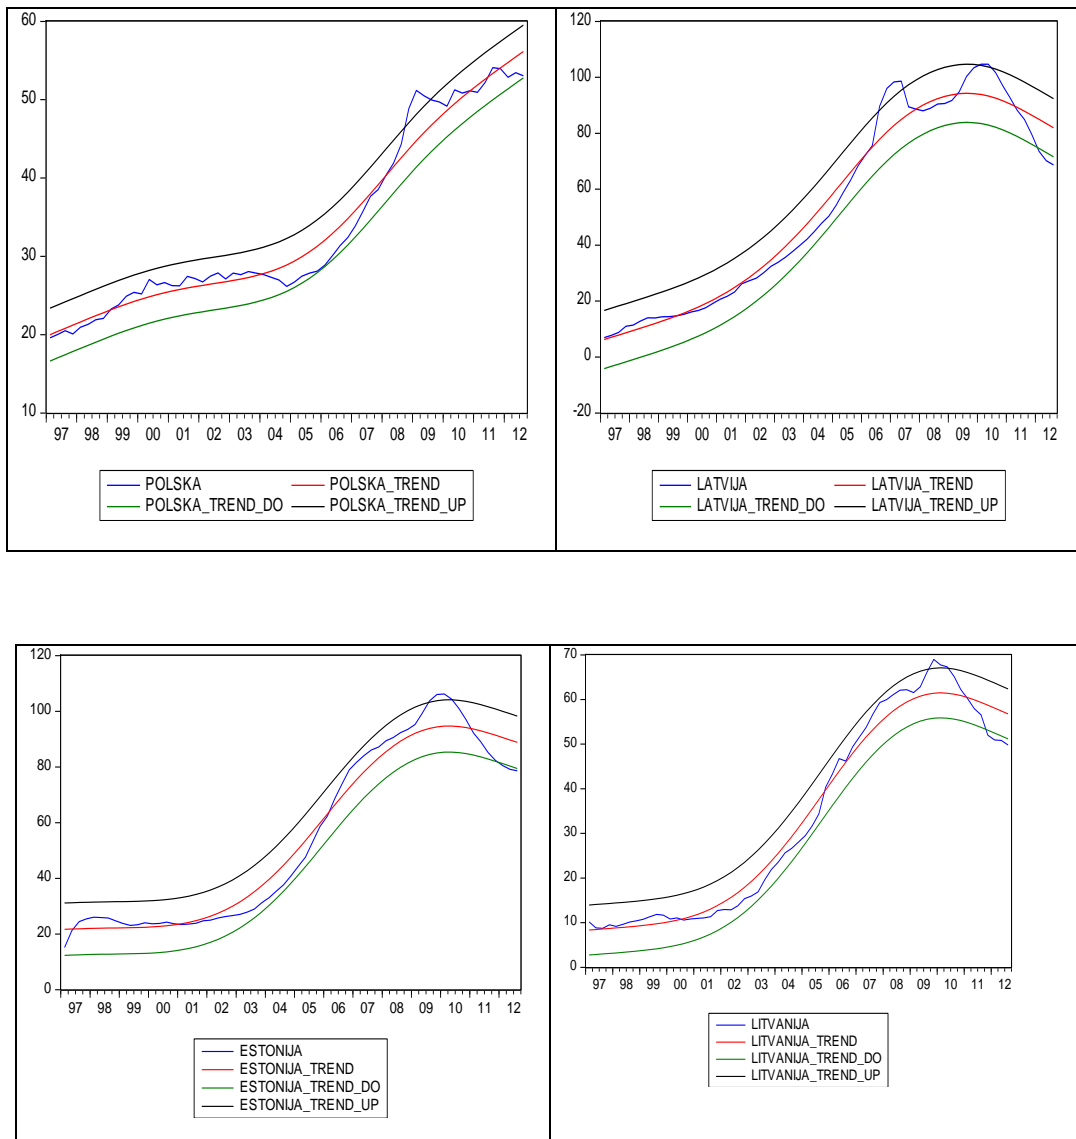 60
50
40
30
20
10
97 98 99 00 01 02 03 04 05 06 07 08 09 10 11 12
POLSKA POLSKA_TREND
POLSKA_TREND_DO POLSKA_TREND_UP
120
100
80
60
40
20
0
-20
97 98 99 00 01 02 03 04 05 06 07 08 09 10 11 12
LATVIJA LATVIJA_TREND
LATVIJA_TREND_DO LATVIJA_TREND_UP
120
100
80
60
40
20
0
97 98 99 00 01 02 03 04 05 06 07 08 09 10 11 12
ESTONIJA
ESTONIJA_TREND
ESTONIJA_TREND_DO
ESTONIJA_TREND_UP
70
60
50
40
30
20
10
0
97 98 99 00 01 02 03 04 05 06 07 08 09 10 11 12
LITVANIJA
LITVANIJA_TREND
LITVANIJA_TREND_DO
LITVANIJA_TREND_UP